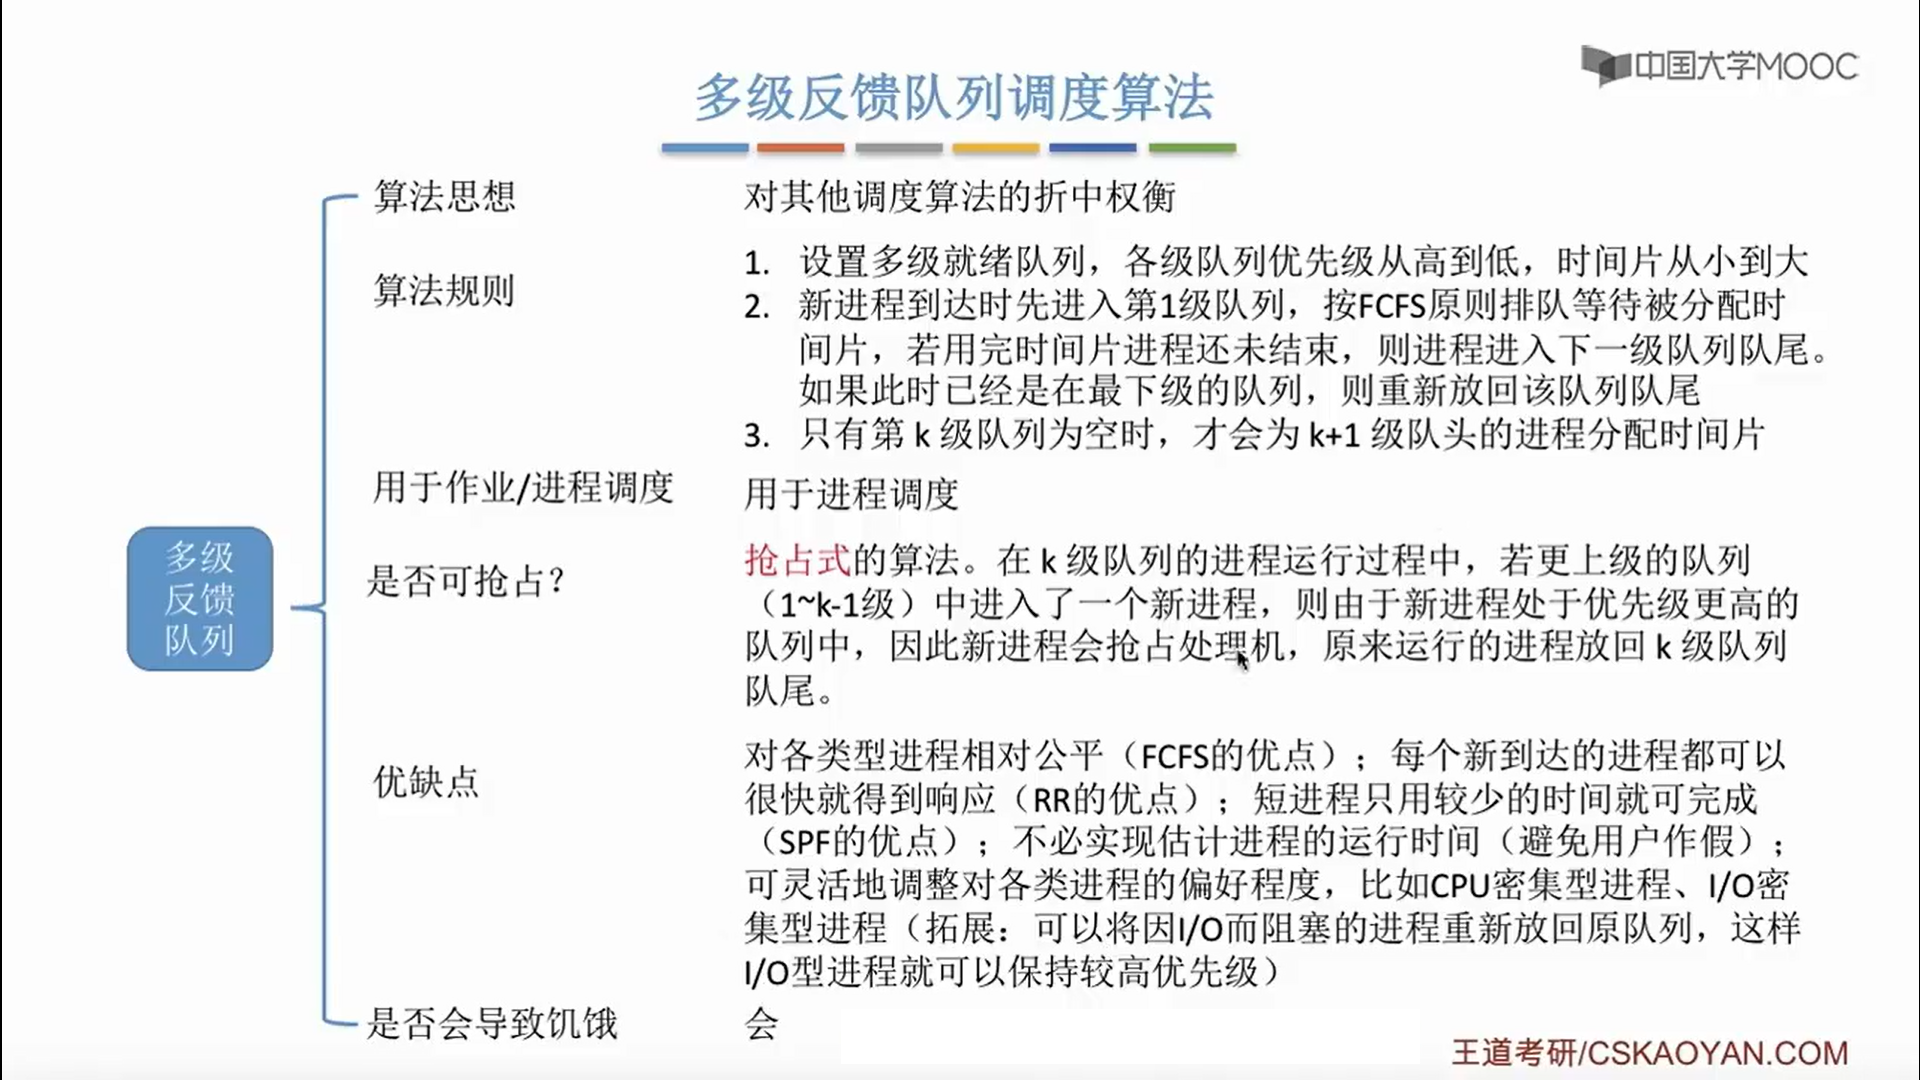 中国大学MOOC
多级反馈队列调度算法
算法思想
对其他调度算法的折中权衡
算法规则
1. 设置多级就绪队列，各级队列优先级从高到低，时间片从小到大
2. 新进程到达时先进入第1级队列，按FCFS原则排队等待被分配时
间片，若用完时间片进程还未结束，则进程进入下一级队列队尾。
如果此时已经是在最下级的队列，则重新放回该队列队尾
3. 只有第 k 级队列为空时，才会为 k+1 级队头的进程分配时间片
用于作业/进程调度
用于进程调度
多级
反馈
队列
是否可抢占？
抢占式的算法。在 k 级队列的进程运行过程中，若更上级的队列
（1~k-1级）中进入了一个新进程，则由于新进程处于优先级更高的
队列中，因此新进程会抢占处理机，原来运行的进程放回 k 级队列
队尾。
优缺点
对各类型进程相对公平（FCFS的优点）；每个新到达的进程都可以
很快就得到响应（RR的优点）；短进程只用较少的时间就可完成
（SPF的优点）；不必实现估计进程的运行时间（避免用户作假）；
可灵活地调整对各类进程的偏好程度，比如CPU密集型进程、I/O密
集型进程（拓展：可以将因I/O而阻塞的进程重新放回原队列，这样
I/O型进程就可以保持较高优先级）
是否会导致饥饿
会
王道考研/CSKAOYAN.COM